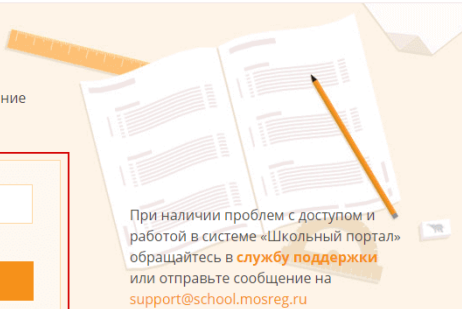 ние
При наличии проблем с доступом и
работой в системе «Школьный портал»
обращайтесь в службу поддержки
или отправьте сообщение на
support@school.mosreg.ru